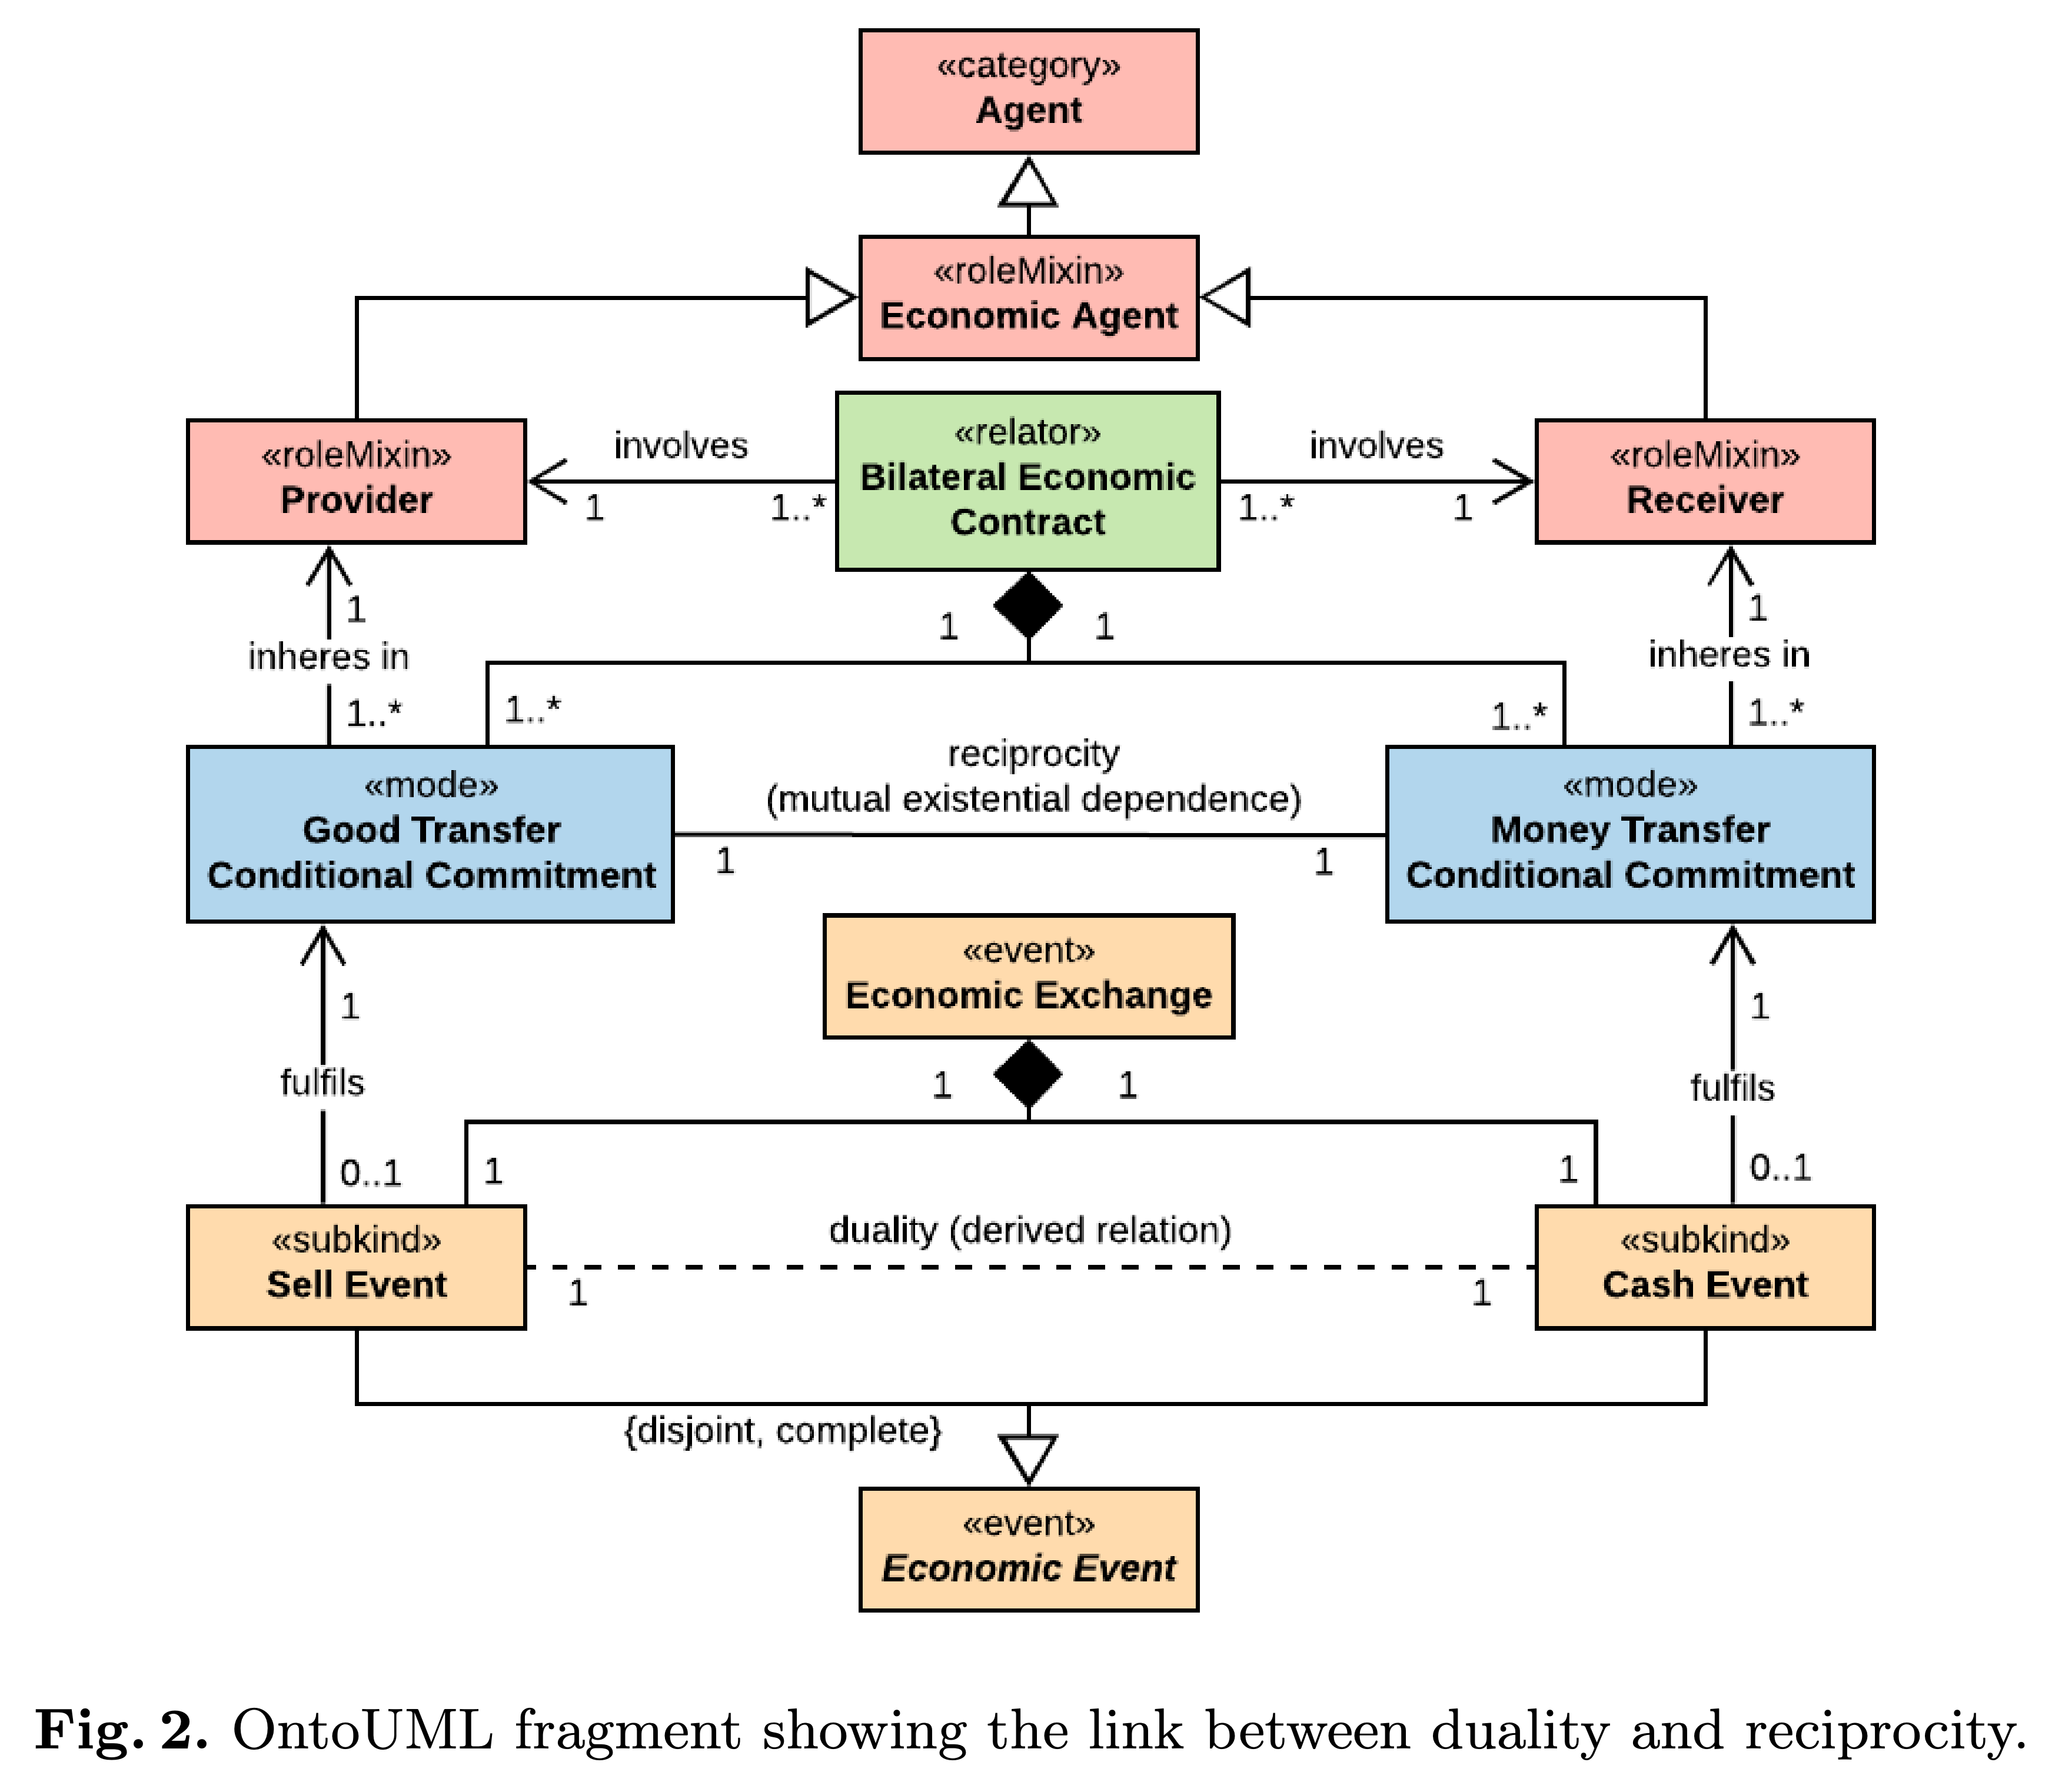 «category»
Agent
«roleMixin»
Economic Agent
«roleMixin»
Provider
involves
1
1..*
«relator»
Bilateral Economic
Contract
involves
1..*
1
«roleMixin»
Receiver
1
inheres in
1..*
1
1
1..*
1..*
1
inheres in
1..*
«mode»
Good Transfer
Conditional Commitment
reciprocity
(mutual existential dependence)
1
1
«mode»
Money Transfer
Conditional Commitment
«event»
Economic Exchange
1
fulfils
0..1
1
1
1
1
1
fulfils
0..1
«subkind»
Sell Event
duality (derived relation)
1
1
«subkind»
Cash Event
{disjoint, complete}
«event»
Economic Event
Fig. 2. OntoUML fragment showing the link between duality and reciprocity.